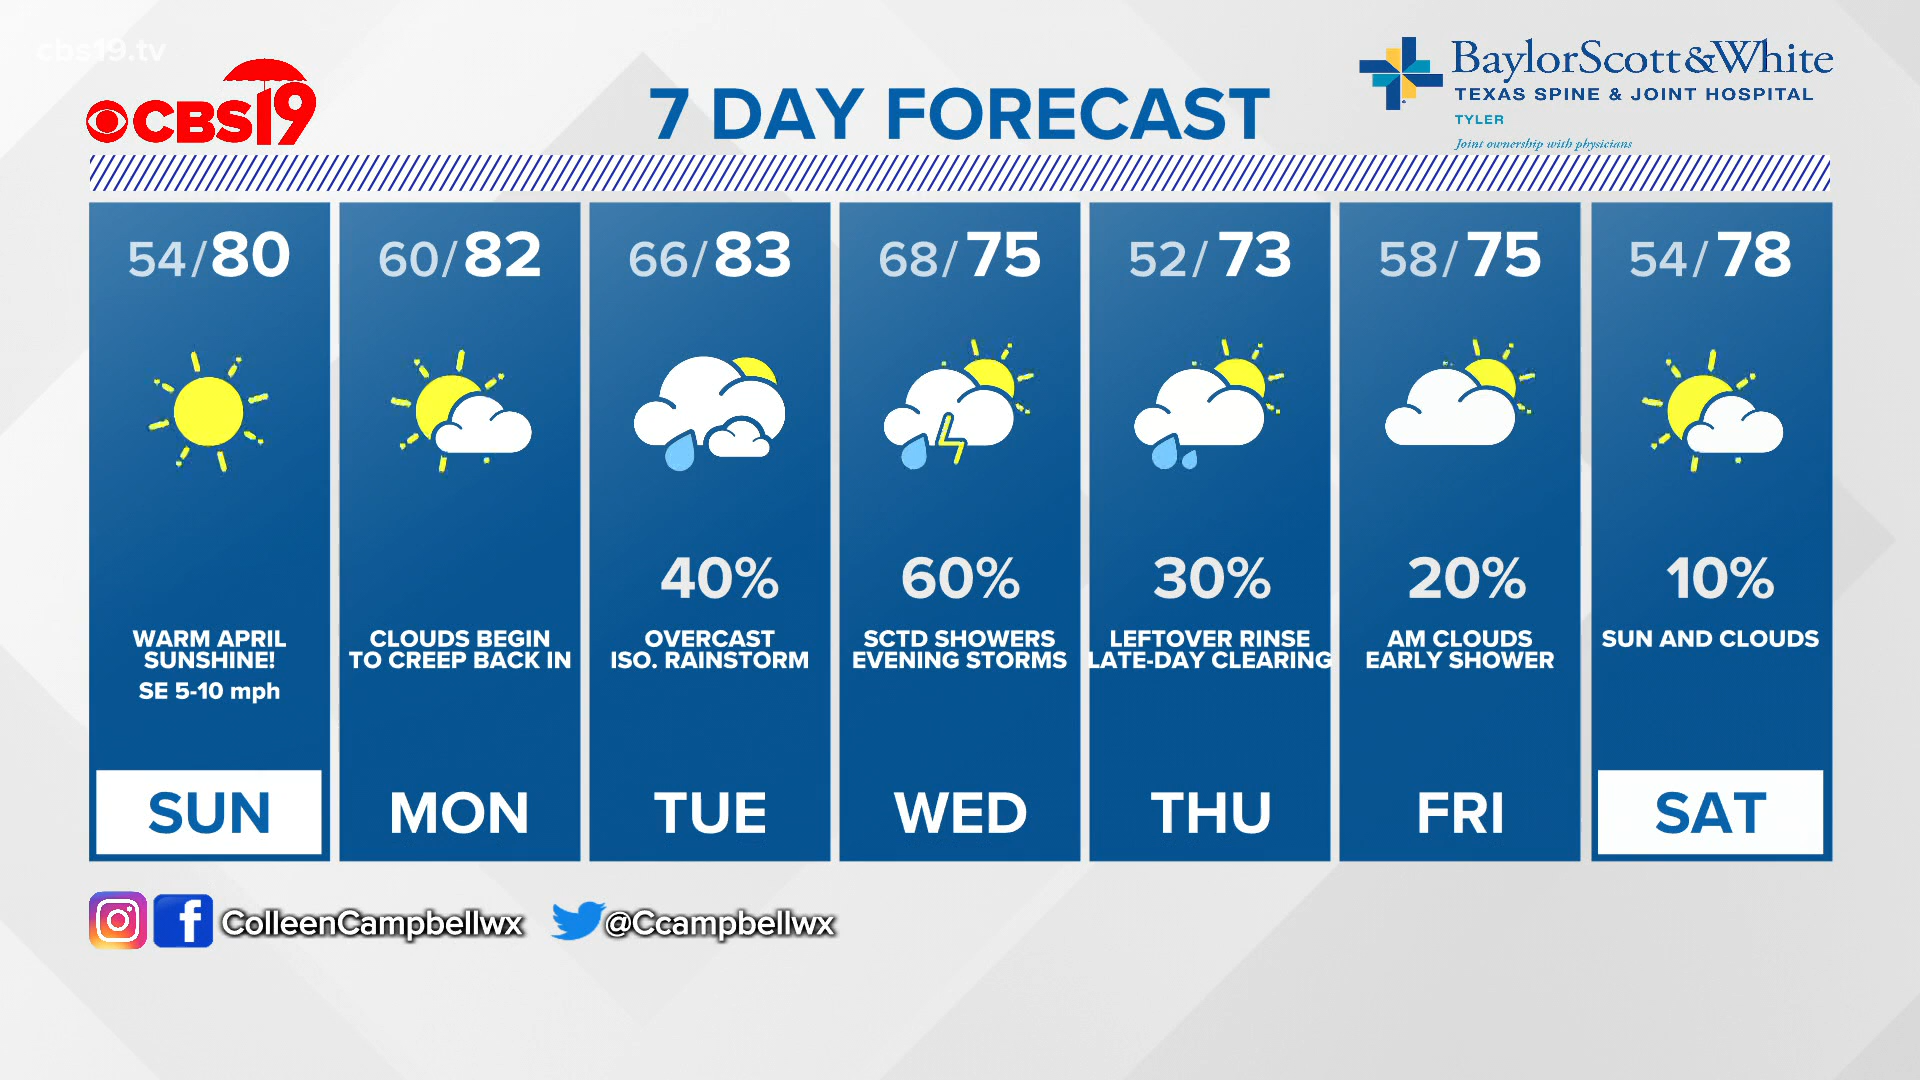 cbs19.tv
CBS19
7 DAY FORECAST
BaylorScott&White
TEXAS SPINE & JOINT HOSPITAL
TYLER
Joint ownership with physicians
54/80
WARM APRIL
SUNSHINE!
SE 5-10 mph
SUN
60/82
CLOUDS BEGIN
TO CREEP BACK IN
MON
66/83
40%
OVERCAST
ISO. RAINSTORM
TUE
68/75
60%
SCTD SHOWERS
EVENING STORMS
WED
52/73
30%
LEFTOVER RINSE
LATE-DAY CLEARING
THU
58/75
20%
AM CLOUDS
EARLY SHOWER
FRI
54/78
10%
SUN AND CLOUDS
SAT
ColleenCampbellwx
@Ccampbellwx